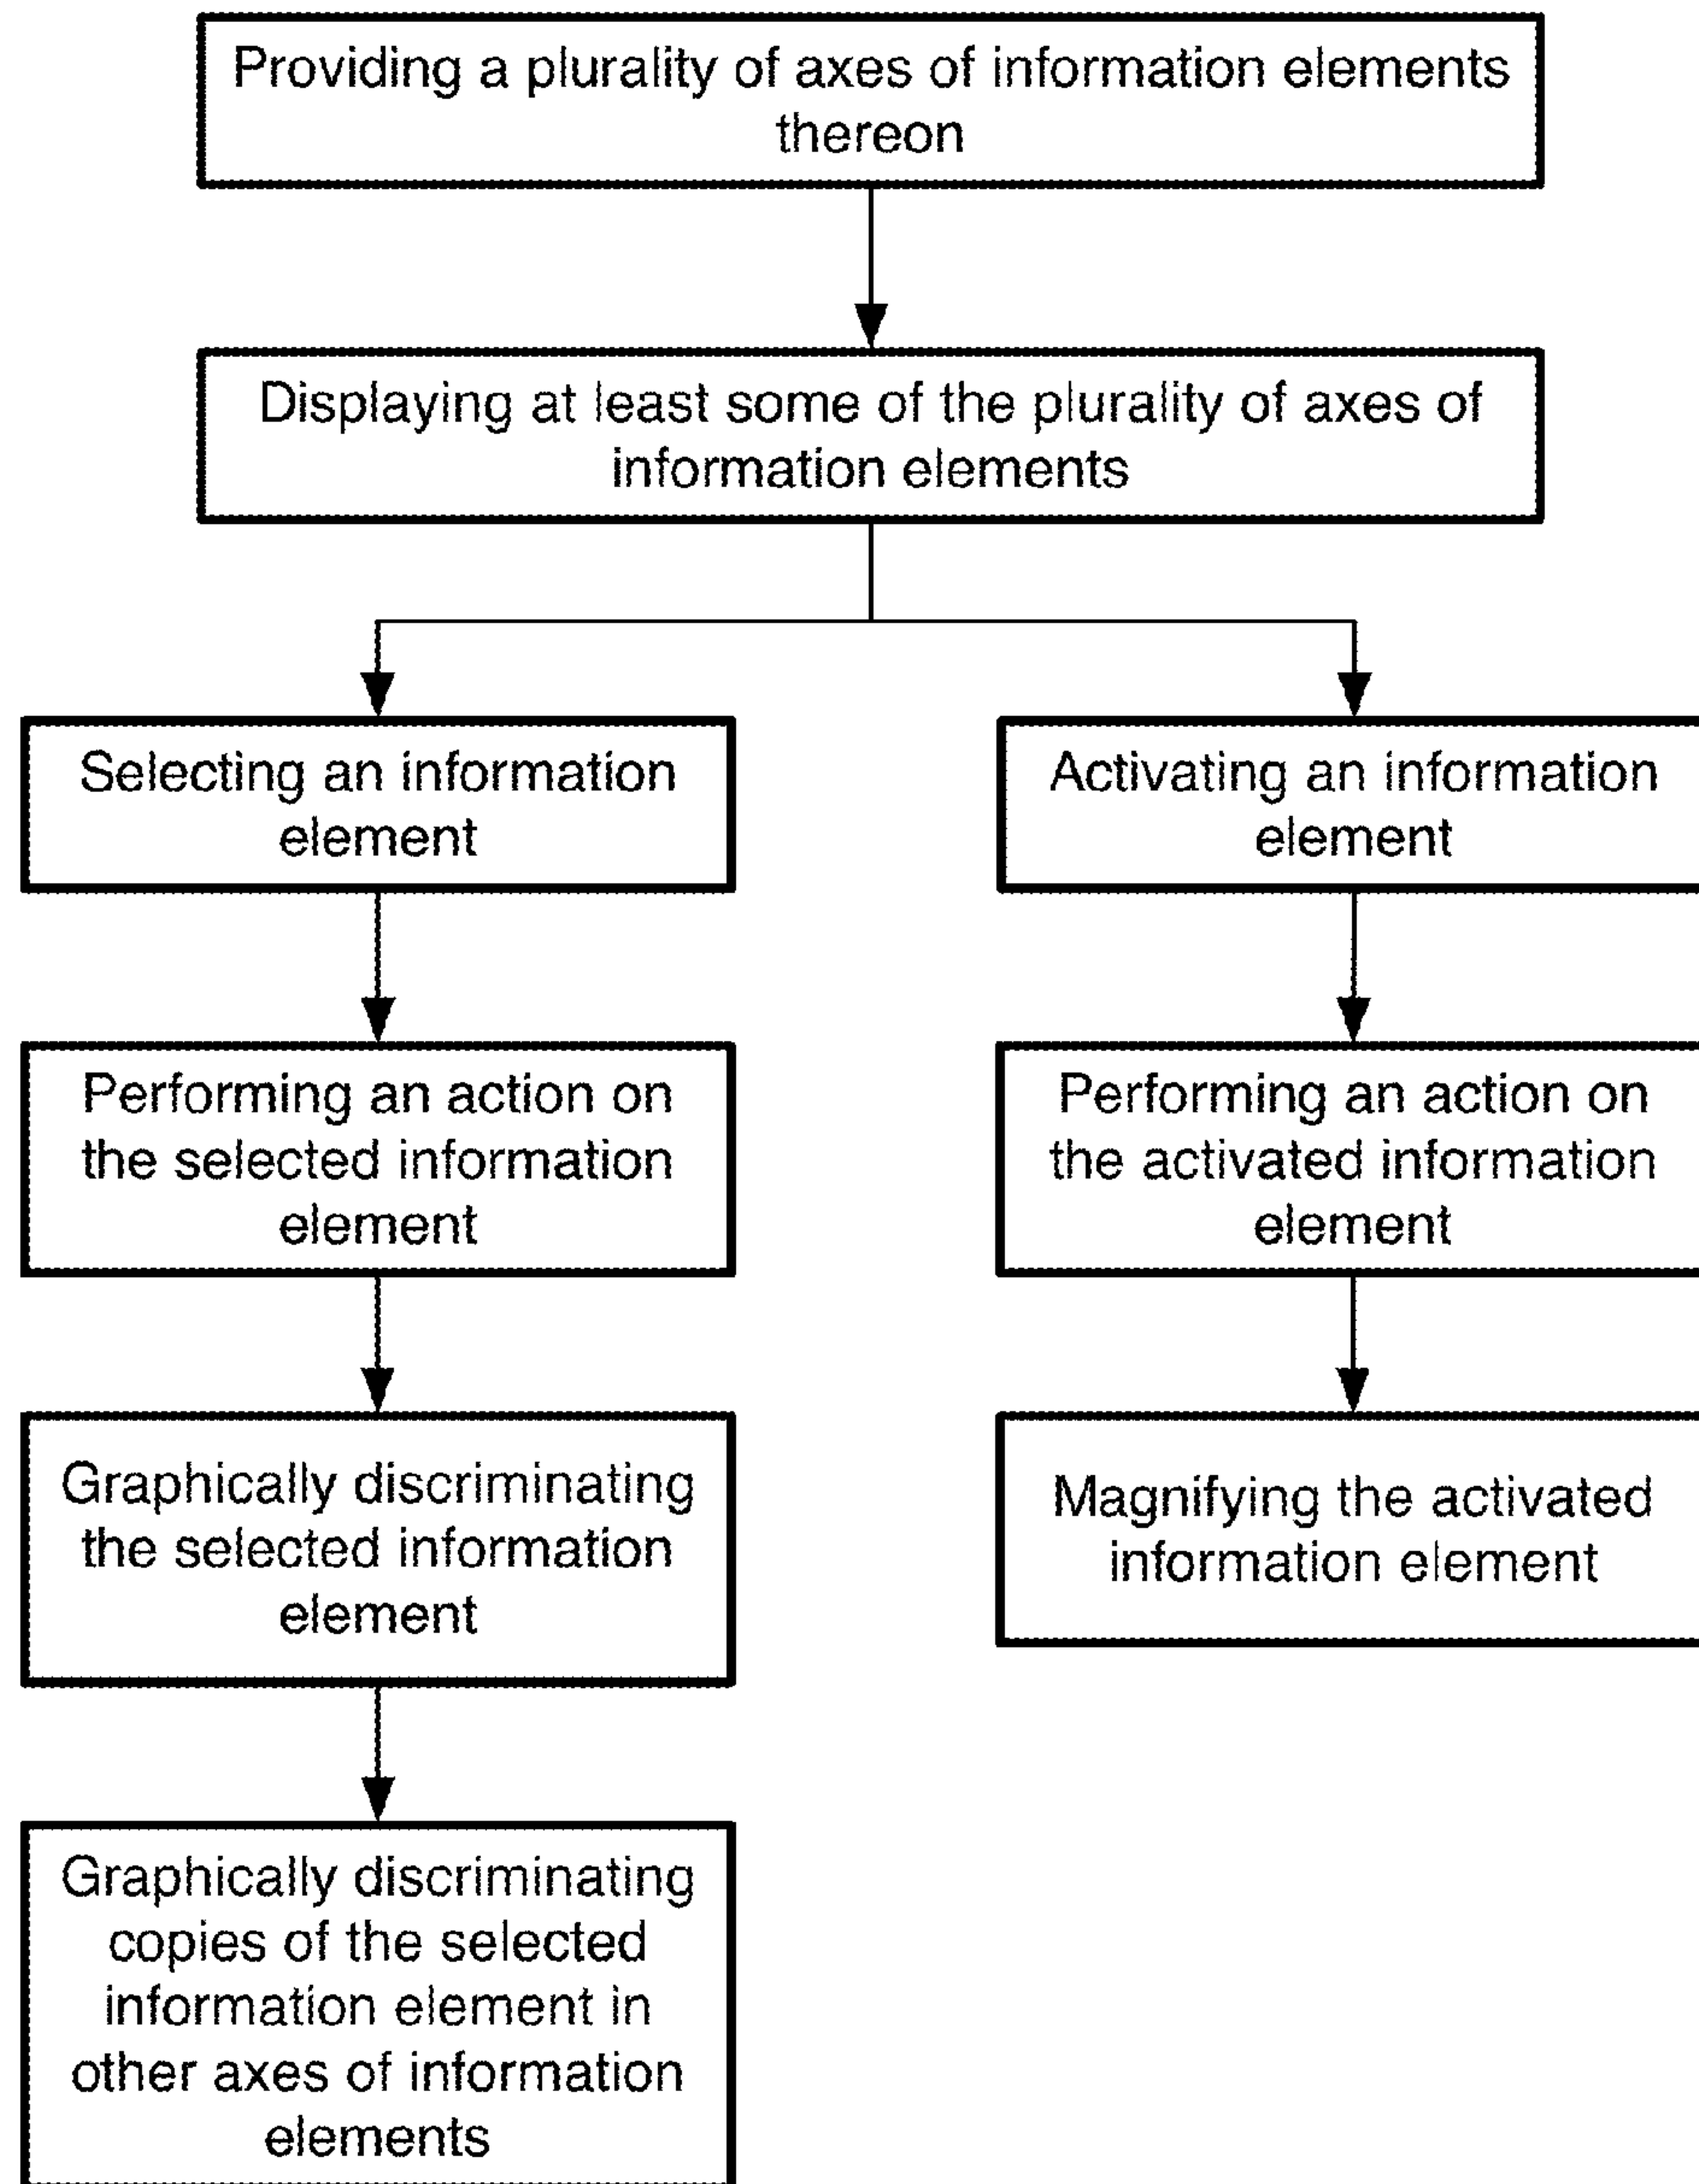 Providing a plurality of axes of information elements
thereon
Displaying at least some of the plurality of axes of
information elements
Selecting an information
element
Activating an information
element
Performing an action on
the selected information
element
Performing an action on
the activated information
element
Graphically discriminating
the selected information
element
Magnifying the activated
information element
Graphically discriminating
copies of the selected
information element in
other axes of information
elements